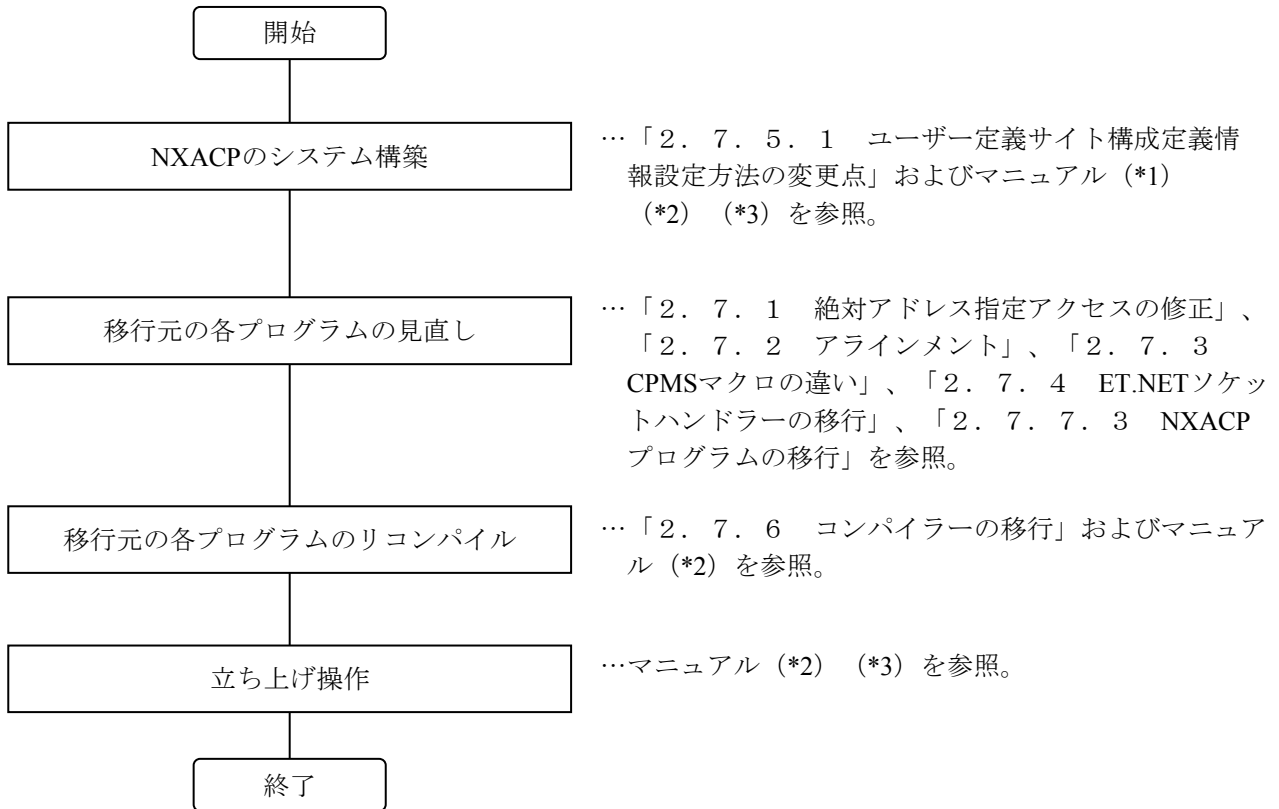 開始
NXACPのシステム構築
…「２．７．５．１　ユーザー定義サイト構成定義情
報設定方法の変更点」およびマニュアル（*1）
（*2）（*3）を参照。
移行元の各プログラムの見直し
…「２．７．１　絶対アドレス指定アクセスの修正」、
「２．７．２　アラインメント」、「２．７．３
CPMSマクロの違い」、「２．７．４　ET.NETソケッ
トハンドラーの移行」、「２．７．７．３　NXACP
プログラムの移行」を参照。
移行元の各プログラムのリコンパイル
…「２．７．６　コンパイラーの移行」およびマニュア
ル（*2）を参照。
立ち上げ操作
…マニュアル（*2）（*3）を参照。
終了